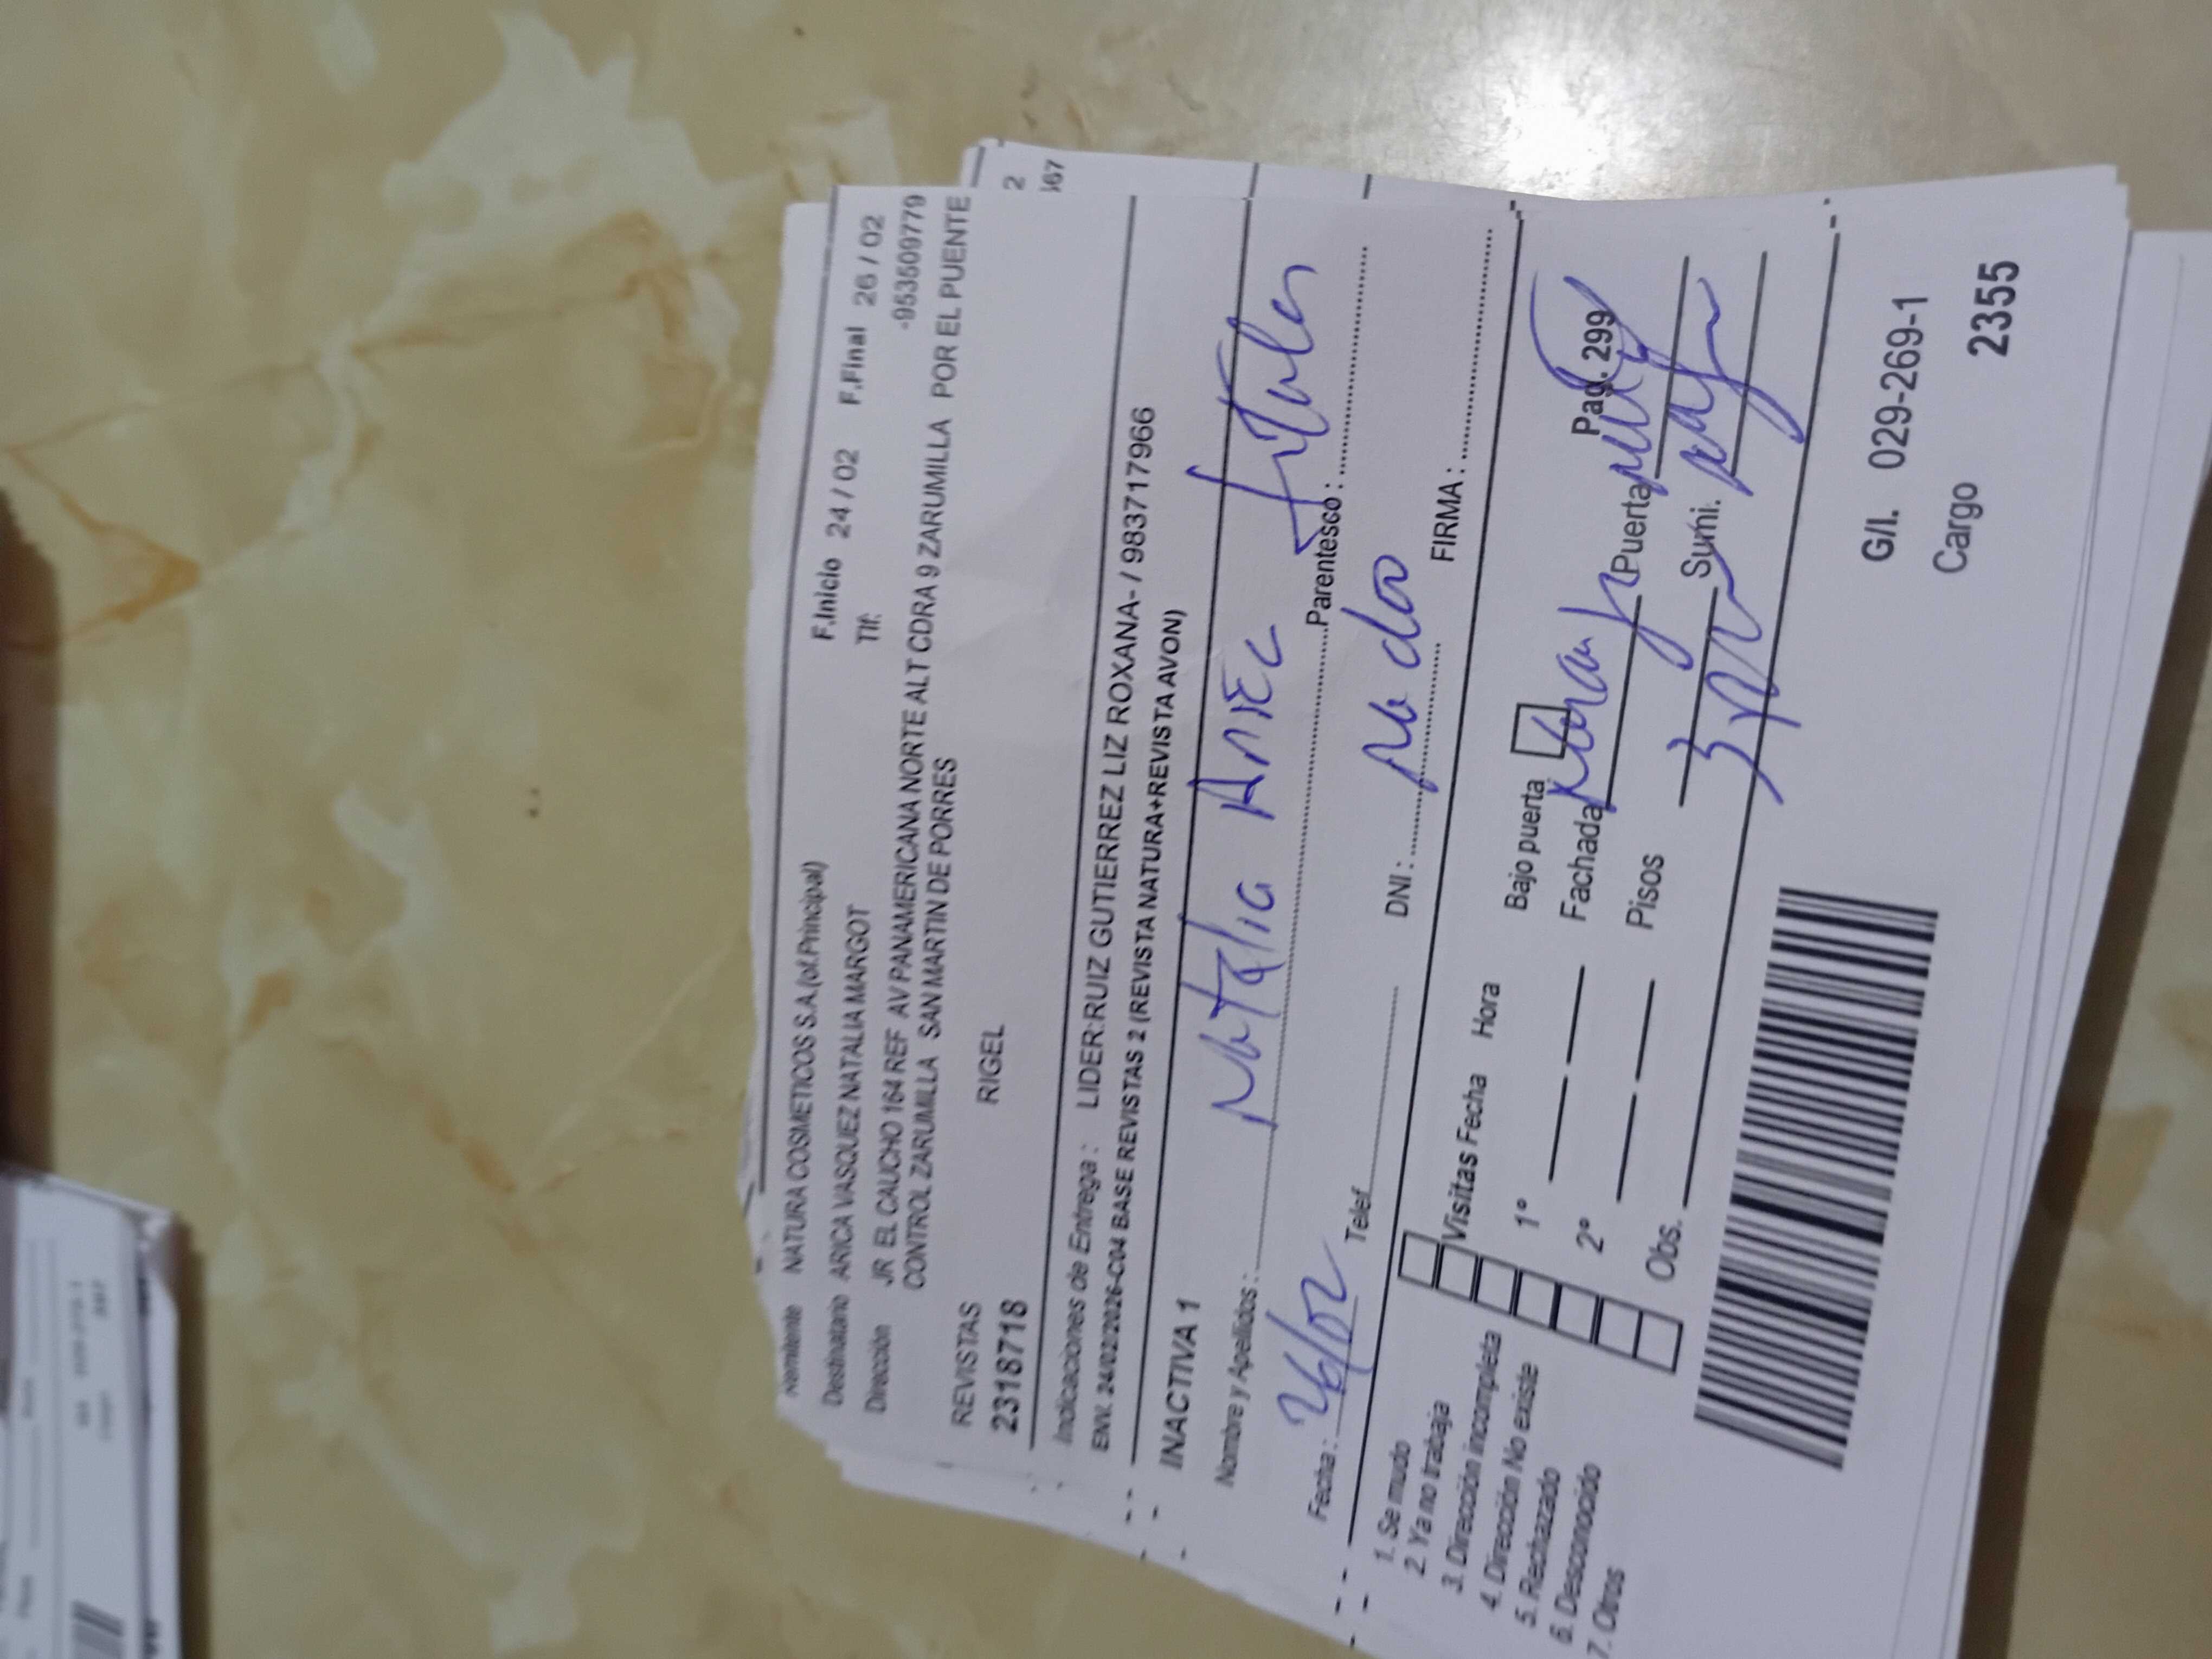 Remitente NATURA COSMETICOS S.A.(of.Principal) F.Inicio 24 / 02 F.Final 26 / 02
Destinatario ARICA VASQUEZ NATALIA MARGOT Tlf. -953509779
Dirección JR EL CAUCHO 164 REF AV PANAMERICANA NORTE ALT CDRA 9 ZARUMILLA POR EL PUENTE
CONTROL ZARUMILLA SAN MARTIN DE PORRES
REVISTAS RIGEL
2318718
2
Indicaciones de Entrega : LIDER:RUIZ GUTIERREZ LIZ ROXANA- / 983717966
ENV. 24/02/2026-C04 BASE REVISTAS 2 (REVISTA NATURA+REVISTA AVON)
INACTIVA 1
Nombre y Apellidos : Natalia Titular
Parentesco :
Fecha : 26/02 Telef. DNI : No dio FIRMA :
1. Se mudo
2. Ya no trabaja
3. Dirección incompleta
4. Dirección No existe
5. Rechazado
6. Desconocido
7. Otros
Visitas Fecha Hora Bajo puerta Pag. 299
1° Fachada Puerta
2° Pisos Sumi.
Obs.
G/I. 029-269-1
Cargo 2355